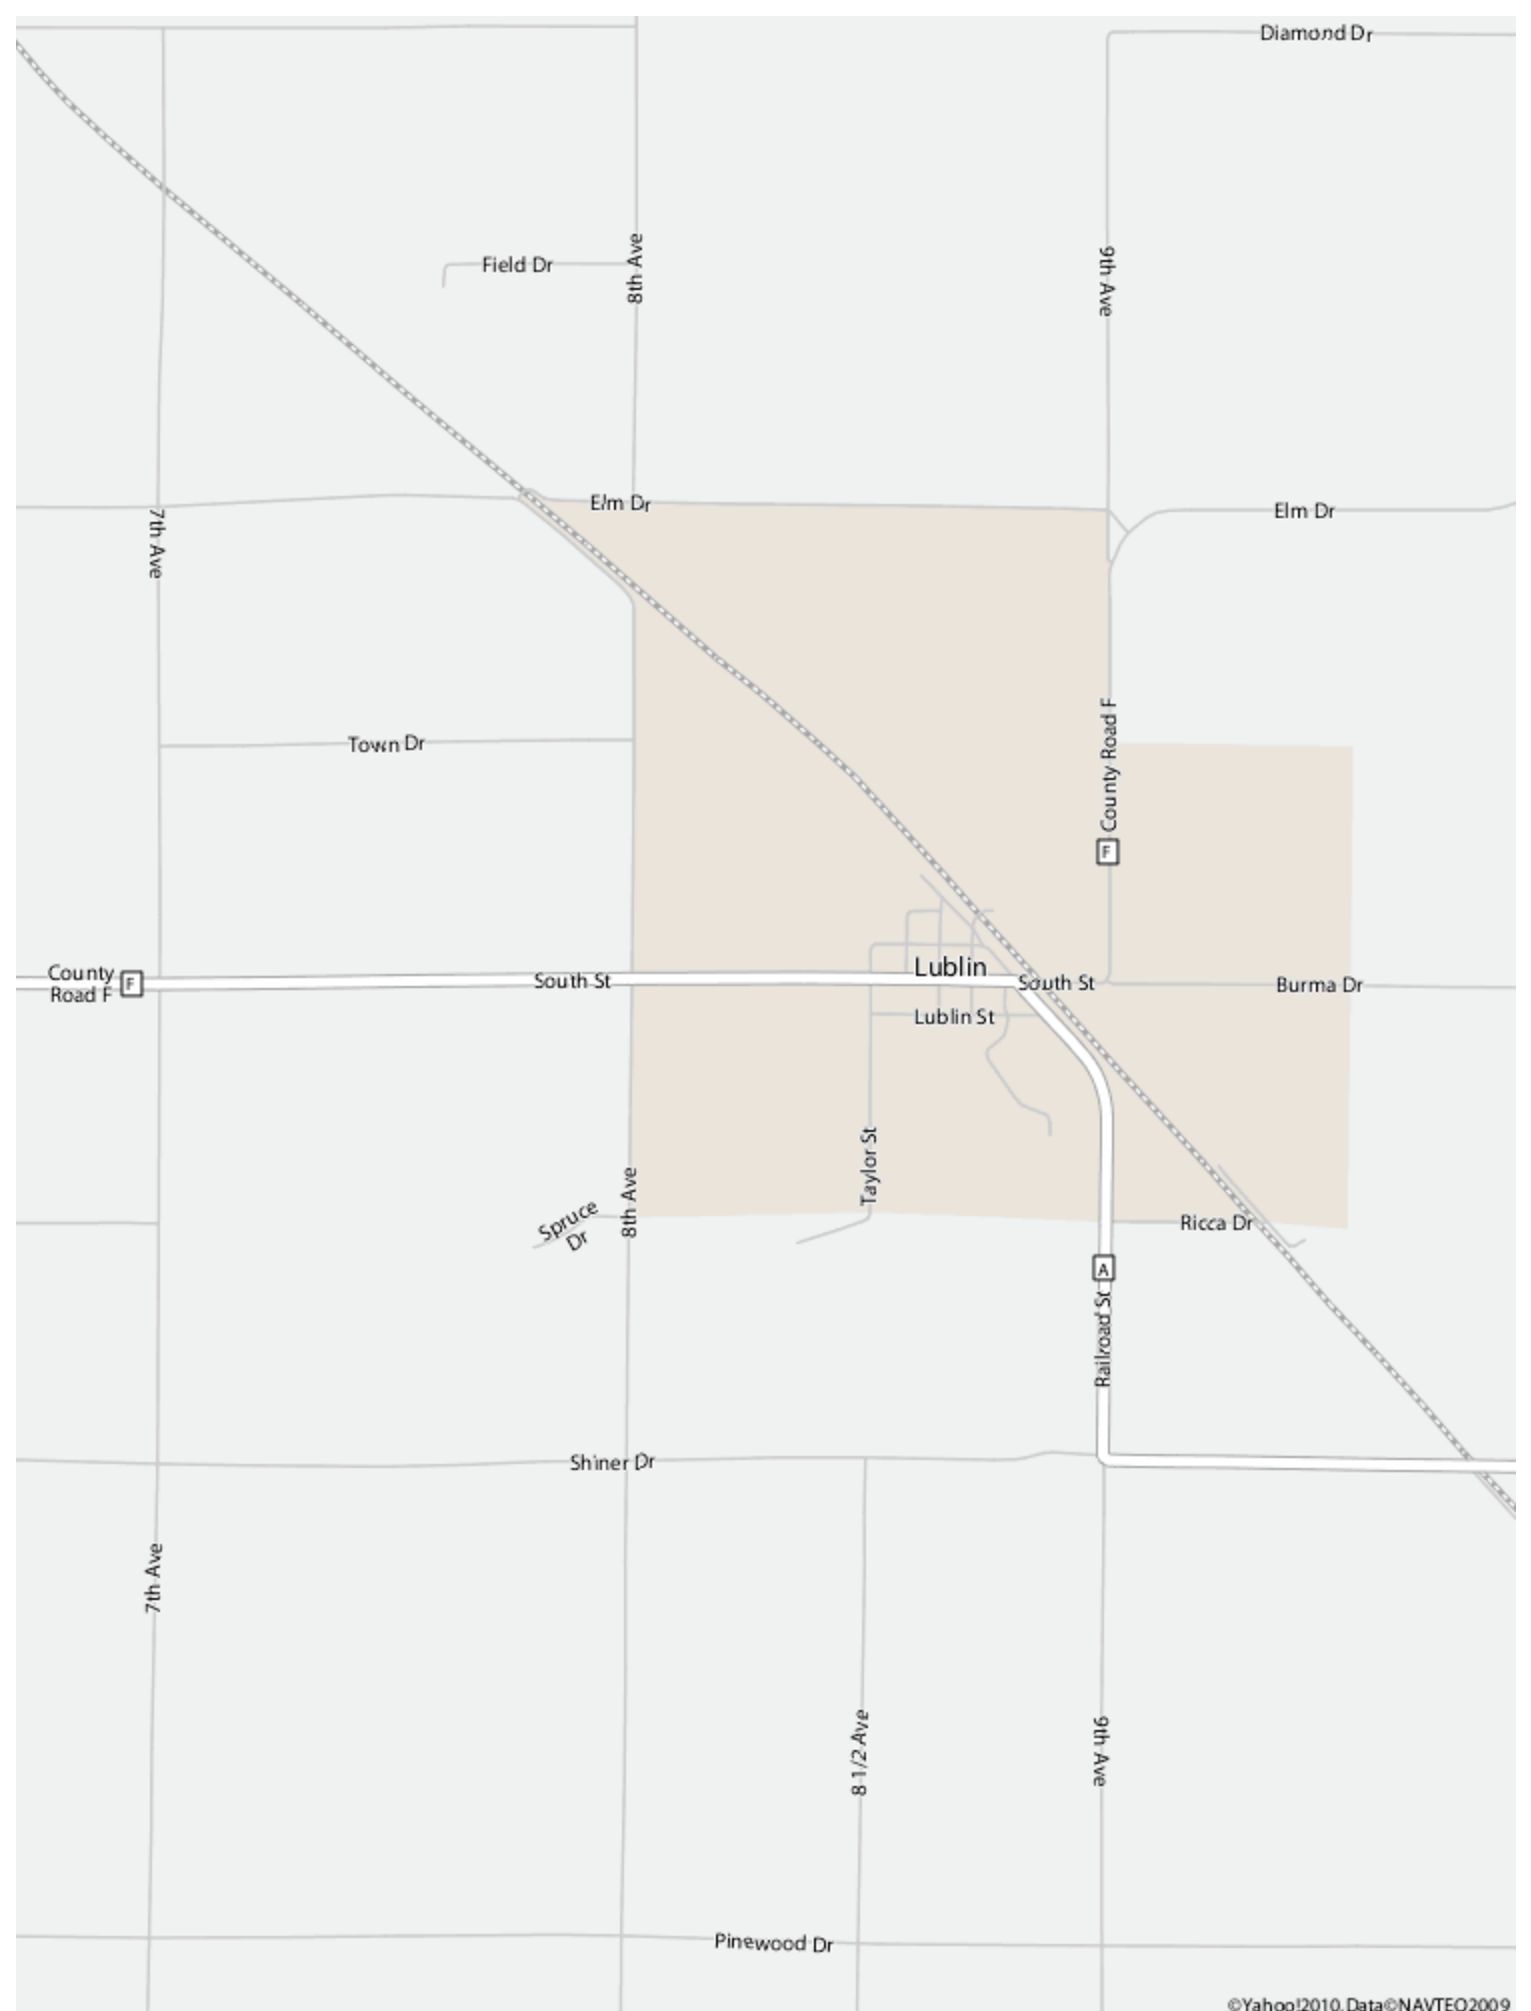 Diamond Dr
Field Dr
8th Ave
9th Ave
Elm Dr
Elm Dr
7th Ave
Town Dr
County Road F
F
County
Road F
F
South St
Lublin
South St
Burma Dr
Lublin St
Taylor St
8th Ave
Spruce
Dr
Ricca Dr
A
Railroad St
Shiner Dr
7th Ave
8 1/2 Ave
9th Ave
Pinewood Dr
©Yahoo!2010,Data©NAVTEQ2009